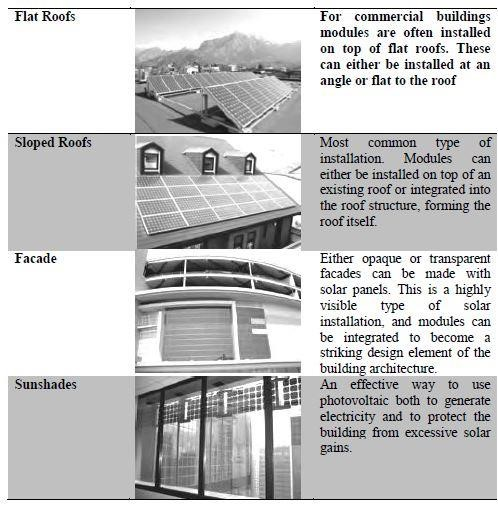 Flat Roofs
For commercial buildings
modules are often installed
on top of flat roofs. These
can either be installed at an
angle or flat to the roof
Sloped Roofs
Most common type of
installation. Modules can
either be installed on top of an
existing roof or integrated into
the roof structure, forming the
roof itself.
Facade
Either opaque or transparent
facades can be made with
solar panels. This is a highly
visible type of solar
installation, and modules can
be integrated to become a
striking design element of the
building architecture.
Sunshades
An effective way to use
photovoltaic both to generate
electricity and to protect the
building from excessive solar
gains.